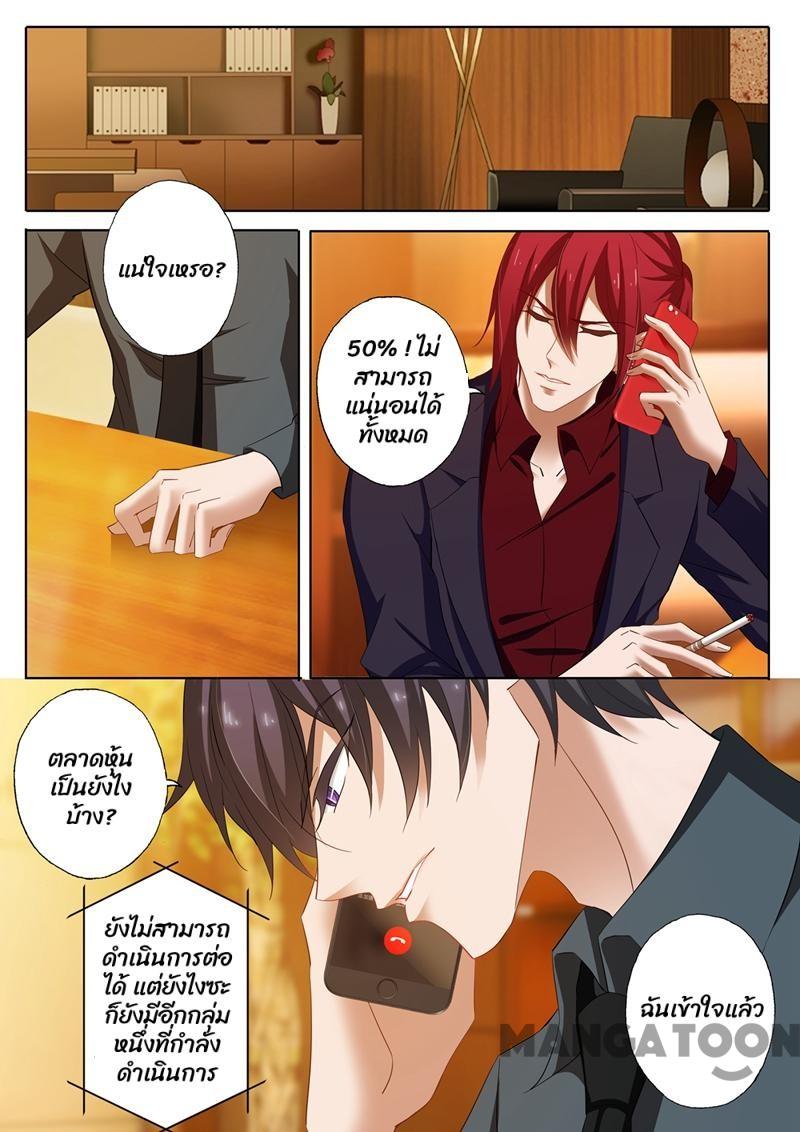 แน่ใจเหรอ?
50% ! ไม่
สามารถ
แน่นอนได้
ทั้งหมด
ตลาดหุ้น
เป็นยังไง
บ้าง?
ยังไม่สามารถ
ดำเนินการต่อ
ได้ แต่ยังไงซะ
ก็ยังมีอีกกลุ่ม
หนึ่งที่กำลัง
ดำเนินการ
ฉันเข้าใจแล้ว
MANGATOON